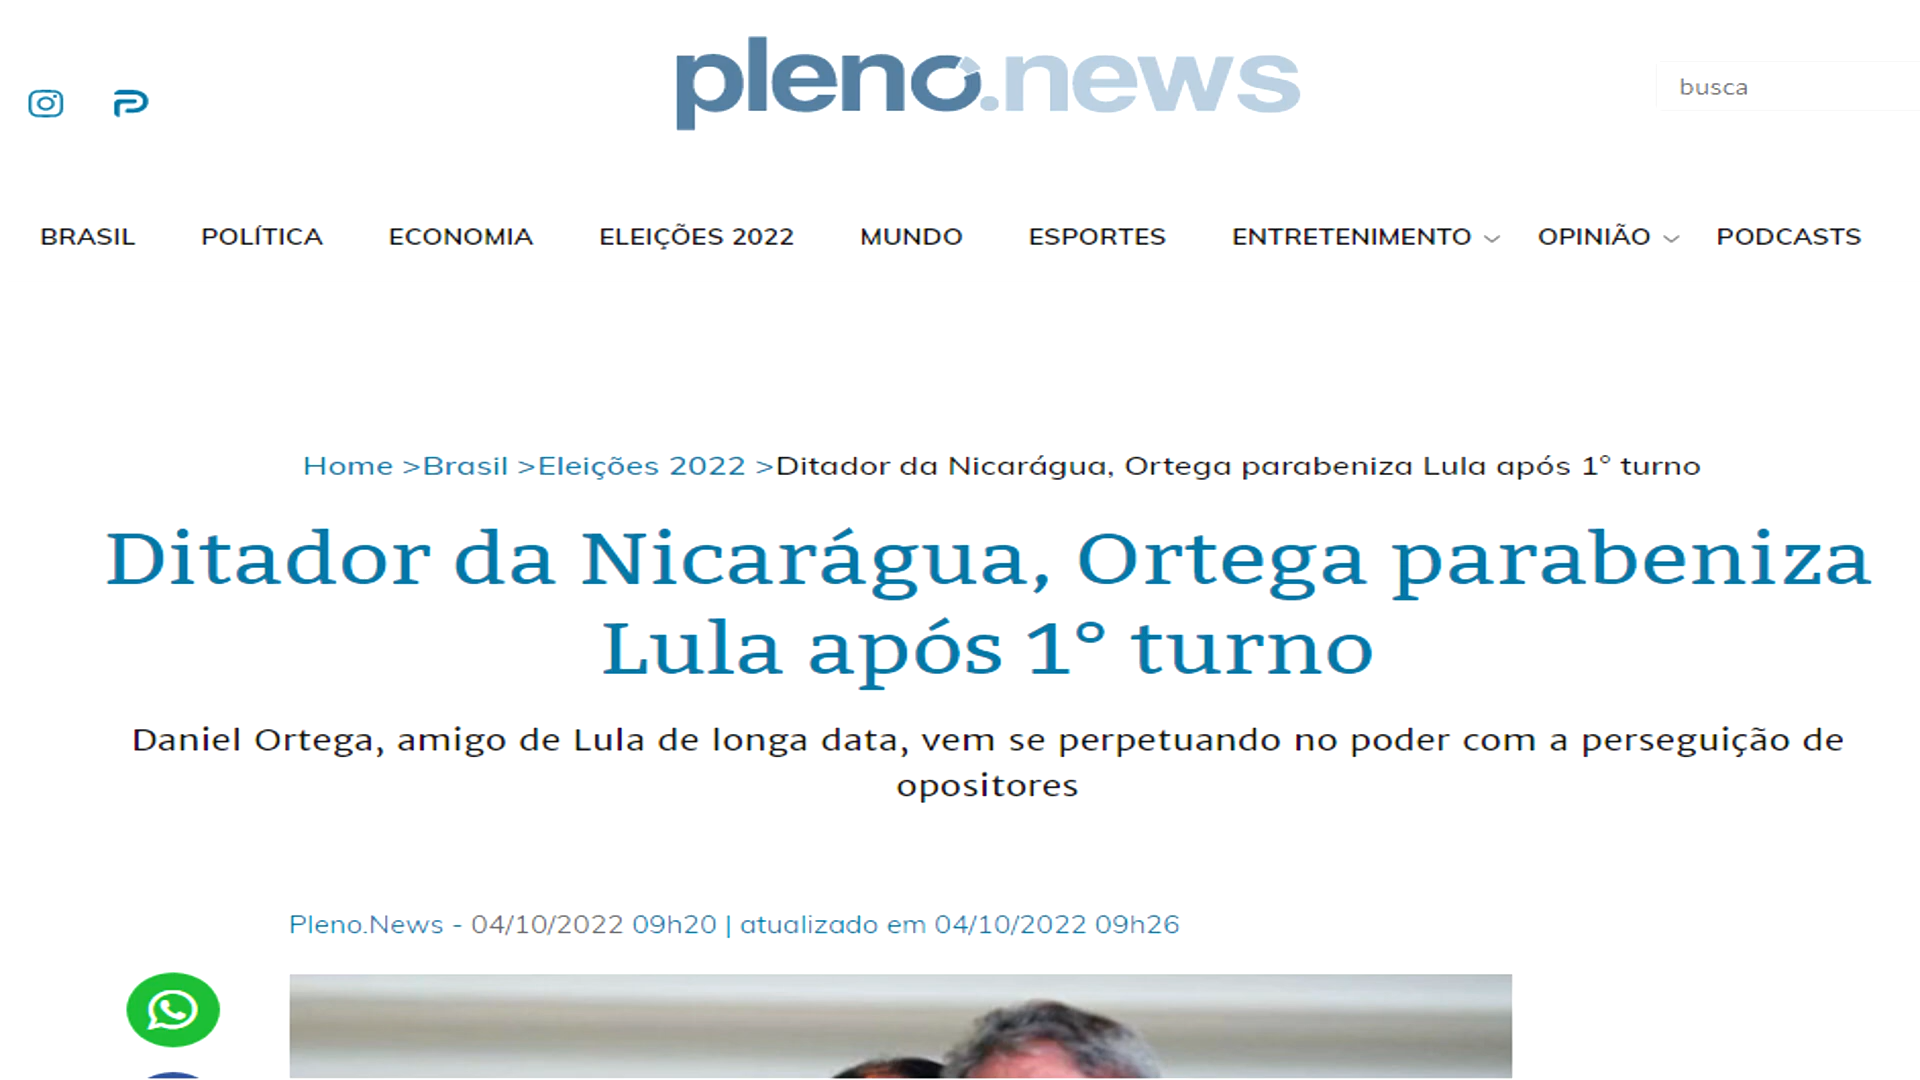 pleno.news
busca
BRASIL POLÍTICA ECONOMIA ELEIÇÕES 2022 MUNDO ESPORTES ENTRETENIMENTO OPINIÃO PODCASTS
Home >Brasil >Eleições 2022 >Ditador da Nicarágua, Ortega parabeniza Lula após 1° turno
Ditador da Nicarágua, Ortega parabeniza
Lula após 1° turno
Daniel Ortega, amigo de Lula de longa data, vem se perpetuando no poder com a perseguição de
opositores
Pleno.News - 04/10/2022 09h20 | atualizado em 04/10/2022 09h26